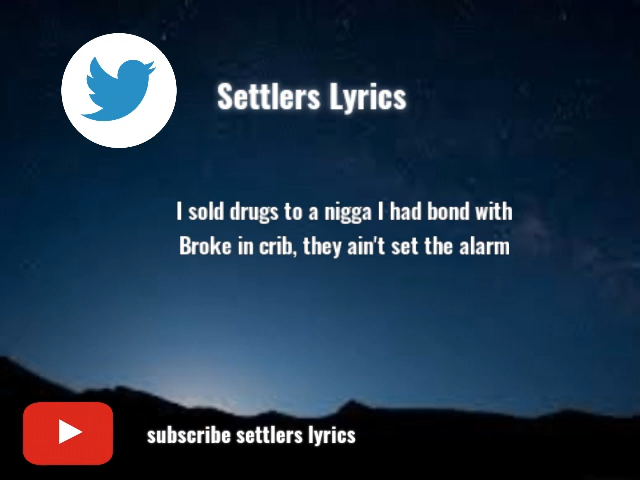 Settlers Lyrics
I sold drugs to a nigga I had bond with
Broke in crib, they ain't set the alarm
subscribe settlers lyrics